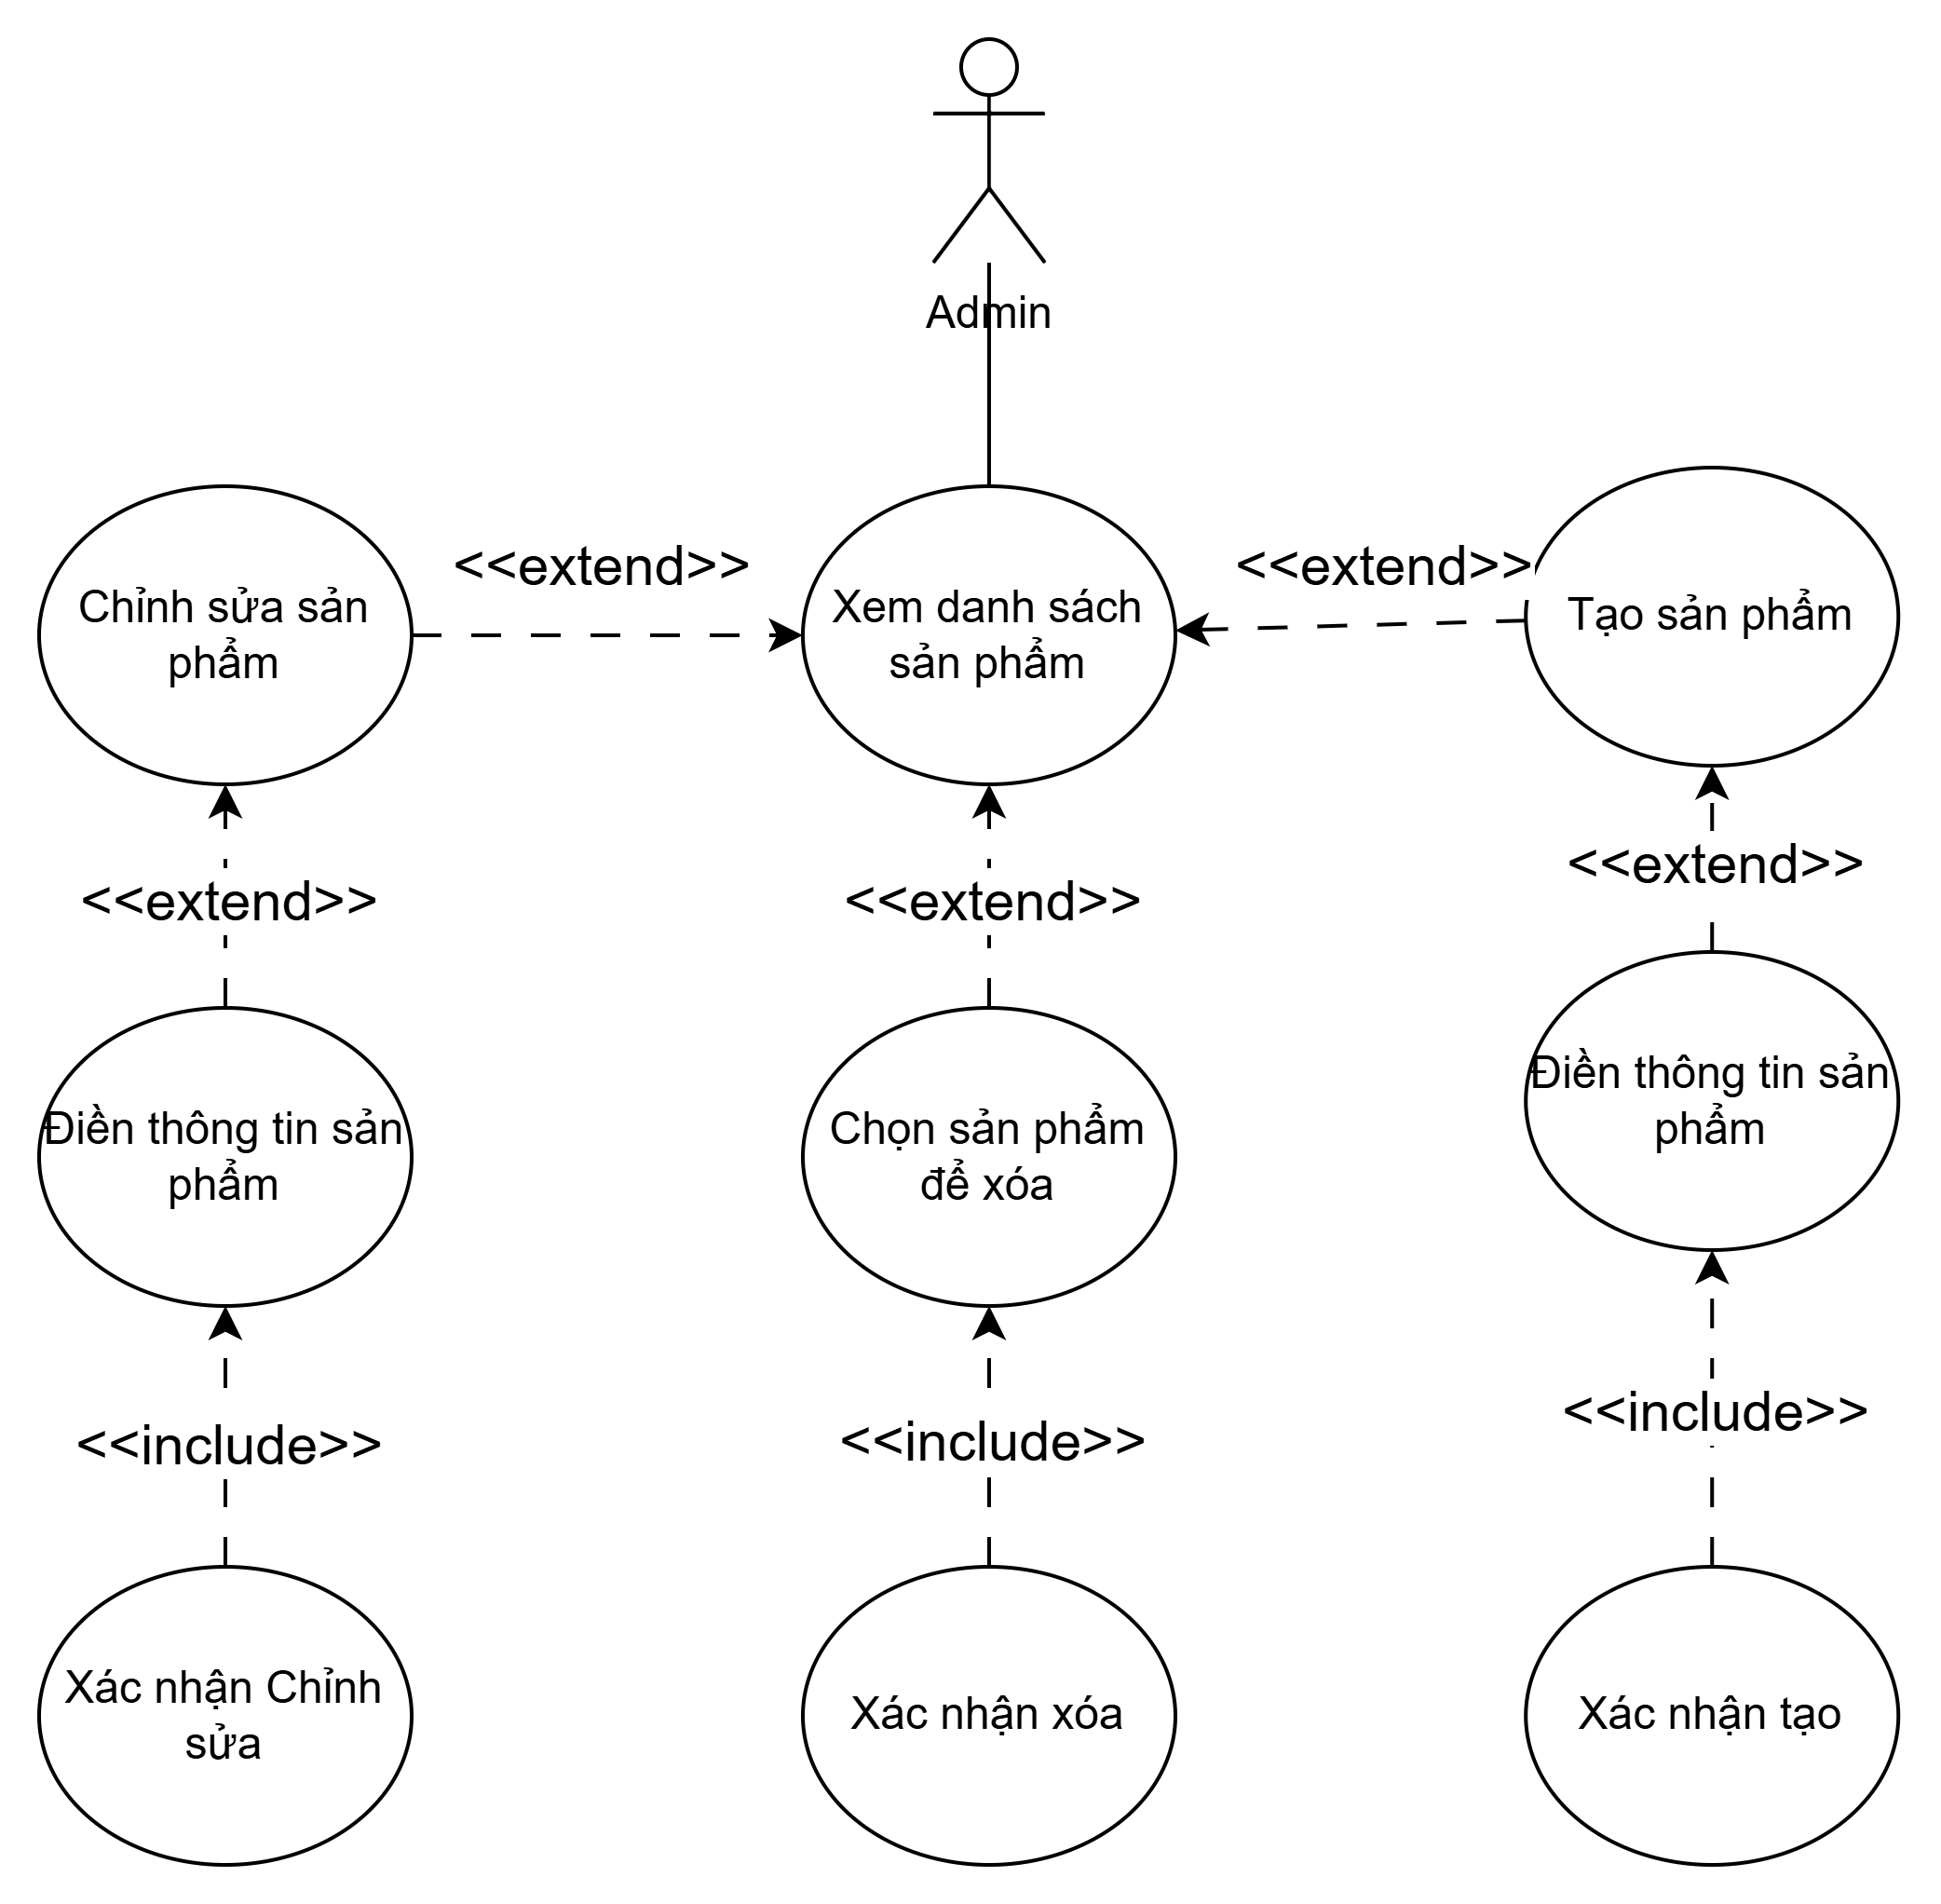 Admin
<<extend>>
<<extend>>
Chỉnh sửa sản
phẩm
Xem danh sách
sản phẩm
Tạo sản phẩm
<<extend>>
<<extend>>
<<extend>>
Điền thông tin sản
phẩm
Chọn sản phẩm
để xóa
Điền thông tin sản
phẩm
<<include>>
<<include>>
<<include>>
Xác nhận Chỉnh
sửa
Xác nhận xóa
Xác nhận tạo